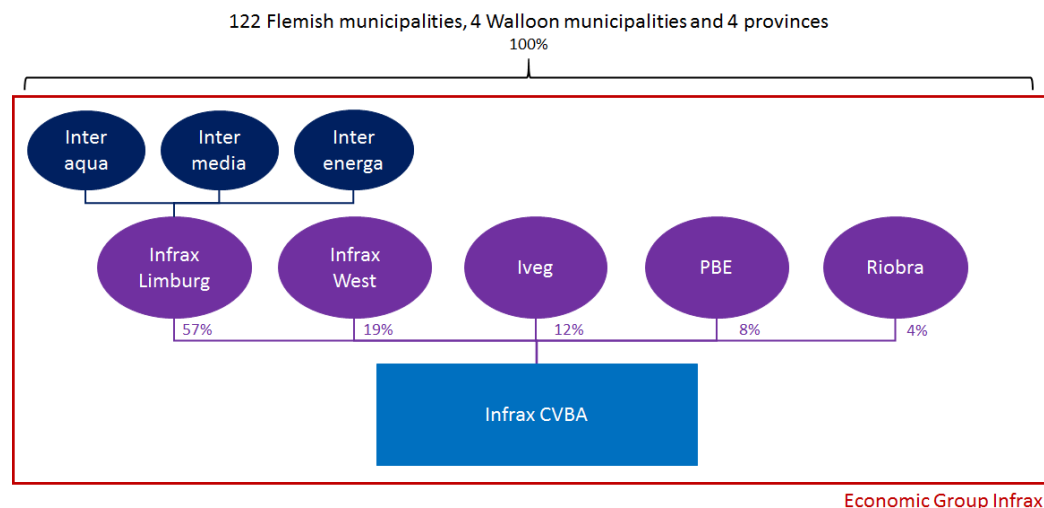 122 Flemish municipalities, 4 Walloon municipalities and 4 provinces
100%
Inter
aqua
Inter
media
Inter
energa
Infrax
Limburg
Infrax
West
Iveg
PBE
Riobra
57%
19%
12%
8%
4%
Infrax CVBA
Economic Group Infrax